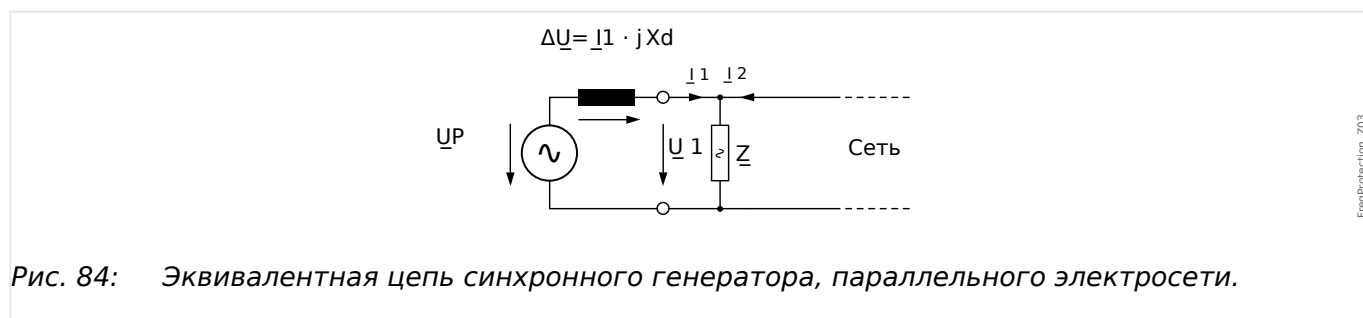 ΔU= I1 · j Xd
I 1 I 2
UP
U 1
Z
Сеть
FreqProtection_Z03
Рис. 84: Эквивалентная цепь синхронного генератора, параллельного электросети.